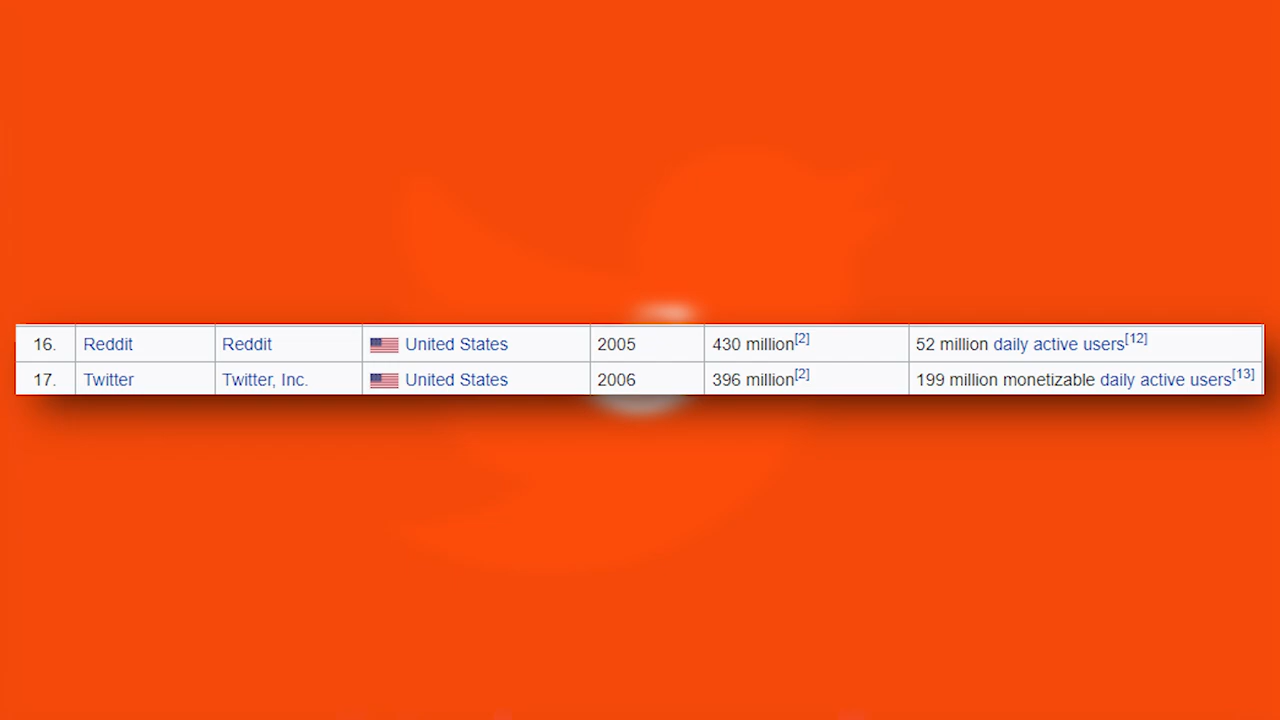 16. Reddit Reddit United States 2005 430 million[2] 52 million daily active users[12]
17. Twitter Twitter, Inc. United States 2006 396 million[2] 199 million monetizable daily active users[13]